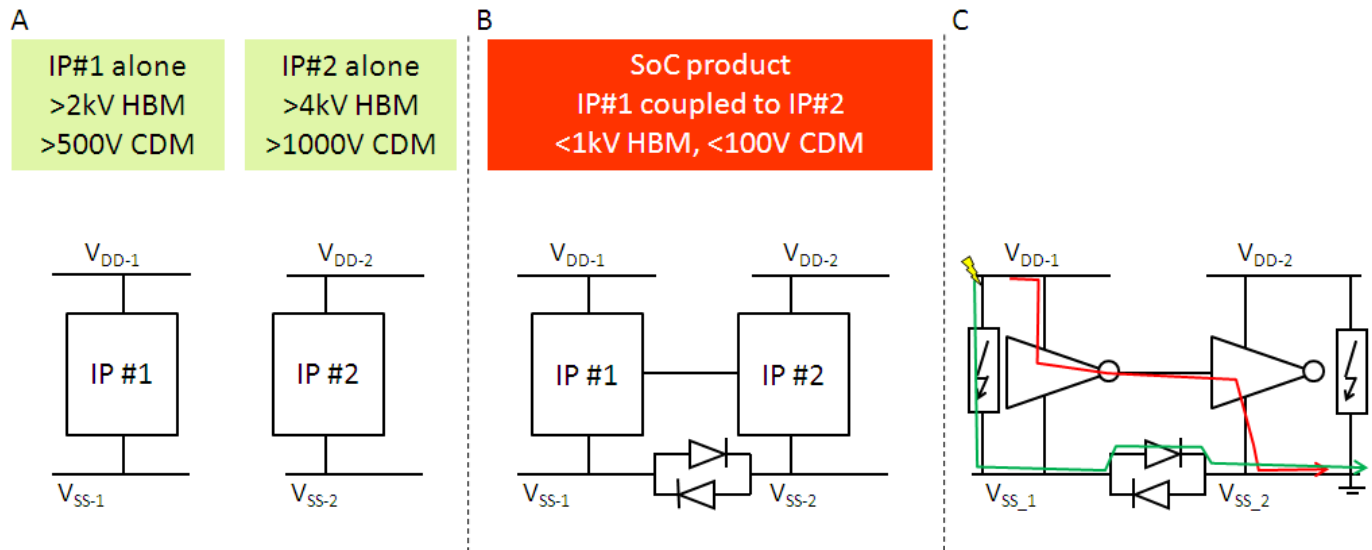 A
IP#1 alone
>2kV HBM
>500V CDM
IP#2 alone
>4kV HBM
>1000V CDM
VDD-1
VDD-2
IP #1
IP #2
VSS-1
VSS-2
B
SoC product
IP#1 coupled to IP#2
<1kV HBM, <100V CDM
VDD-1
VDD-2
IP #1
IP #2
VSS-1
VSS-2
C
VDD-1
VDD-2
VSS_1
VSS_2